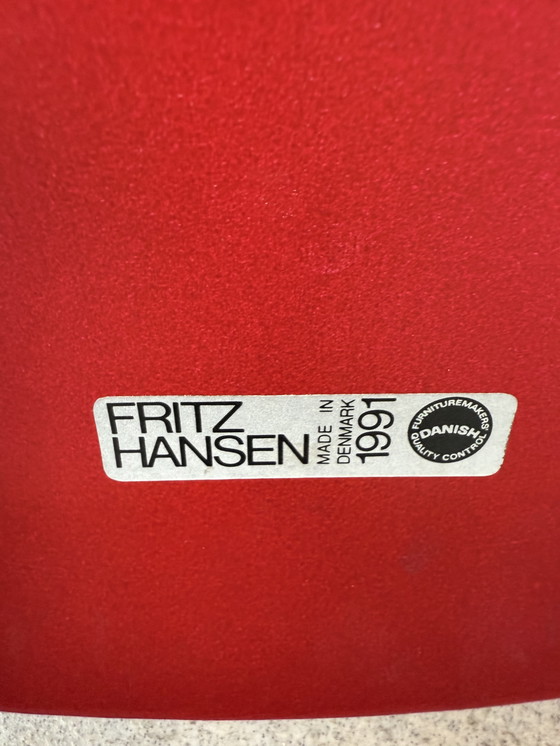 FRITZ
HANSEN
MADE IN
DENMARK
1991
FURNITUREMAKERS'
DANISH
QUALITY CONTROL